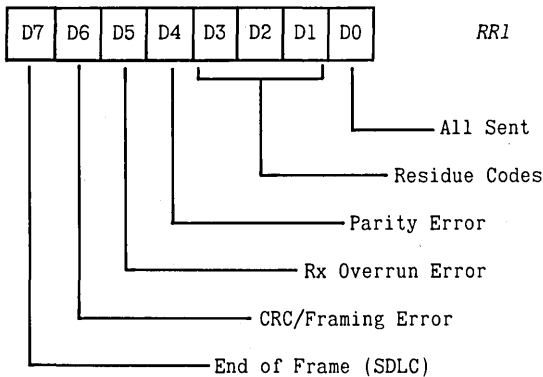 D7 D6 D5 D4 D3 D2 D1 D0 RR1
All Sent
Residue Codes
Parity Error
Rx Overrun Error
CRC/Framing Error
End of Frame (SDLC)